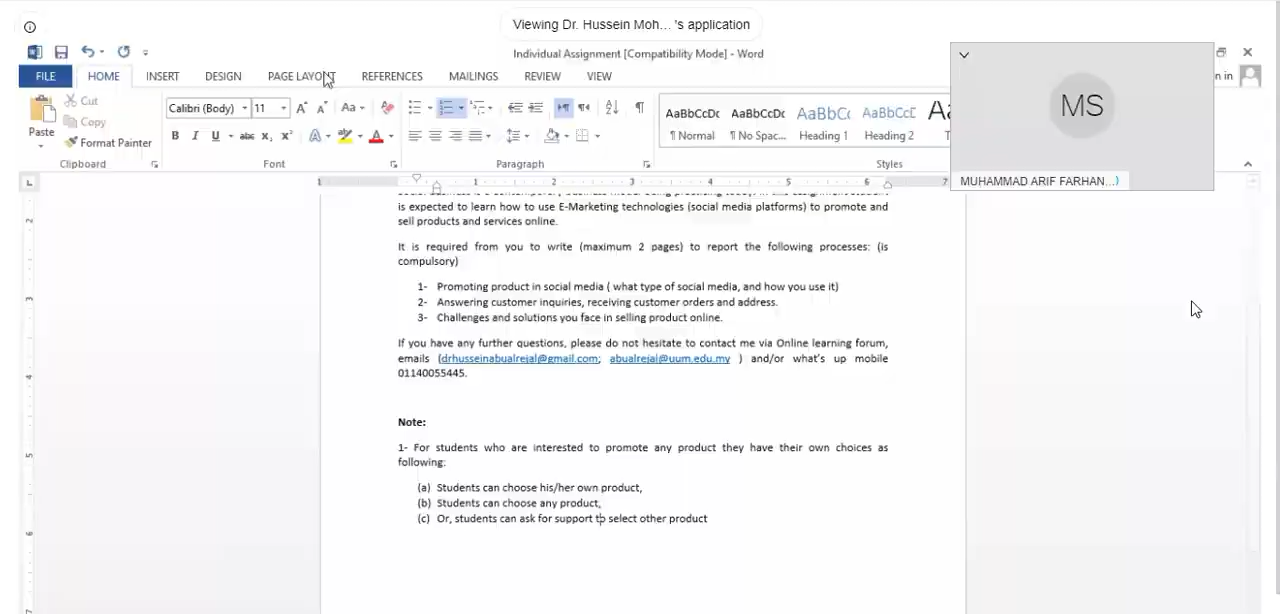 Viewing Dr. Hussein Moh... 's application
Individual Assignment [Compatibility Mode] - Word
FILE HOME INSERT DESIGN PAGE LAYOUT REFERENCES MAILINGS REVIEW VIEW
n in
Paste
Cut
Copy
Format Painter
Calibri (Body) 11
AaBbCcDc AaBbCcDc AaBbCc AaBbCcC
¶ Normal ¶ No Spac... Heading 1 Heading 2
Clipboard Font Paragraph Styles
MS
MUHAMMAD ARIF FARHAN...
is expected to learn how to use E-Marketing technologies (social media platforms) to promote and
sell products and services online.
It is required from you to write (maximum 2 pages) to report the following processes: (is
compulsory)
1- Promoting product in social media ( what type of social media, and how you use it)
2- Answering customer inquiries, receiving customer orders and address.
3- Challenges and solutions you face in selling product online.
If you have any further questions, please do not hesitate to contact me via Online learning forum,
emails (drhusseinabualrejal@gmail.com; abualrejal@uum.edu.my ) and/or what's up mobile
01140055445.
Note:
1- For students who are interested to promote any product they have their own choices as
following:
(a) Students can choose his/her own product,
(b) Students can choose any product,
(c) Or, students can ask for support to select other product